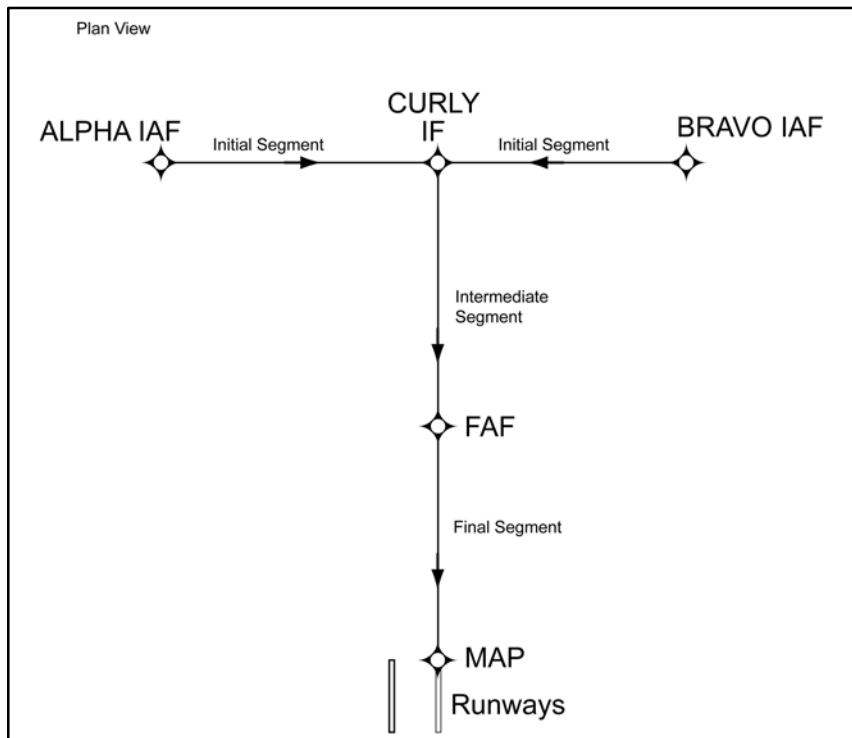 Plan View
CURLY
IF
ALPHA IAF
BRAVO IAF
Initial Segment
Initial Segment
Intermediate
Segment
FAF
Final Segment
MAP
Runways